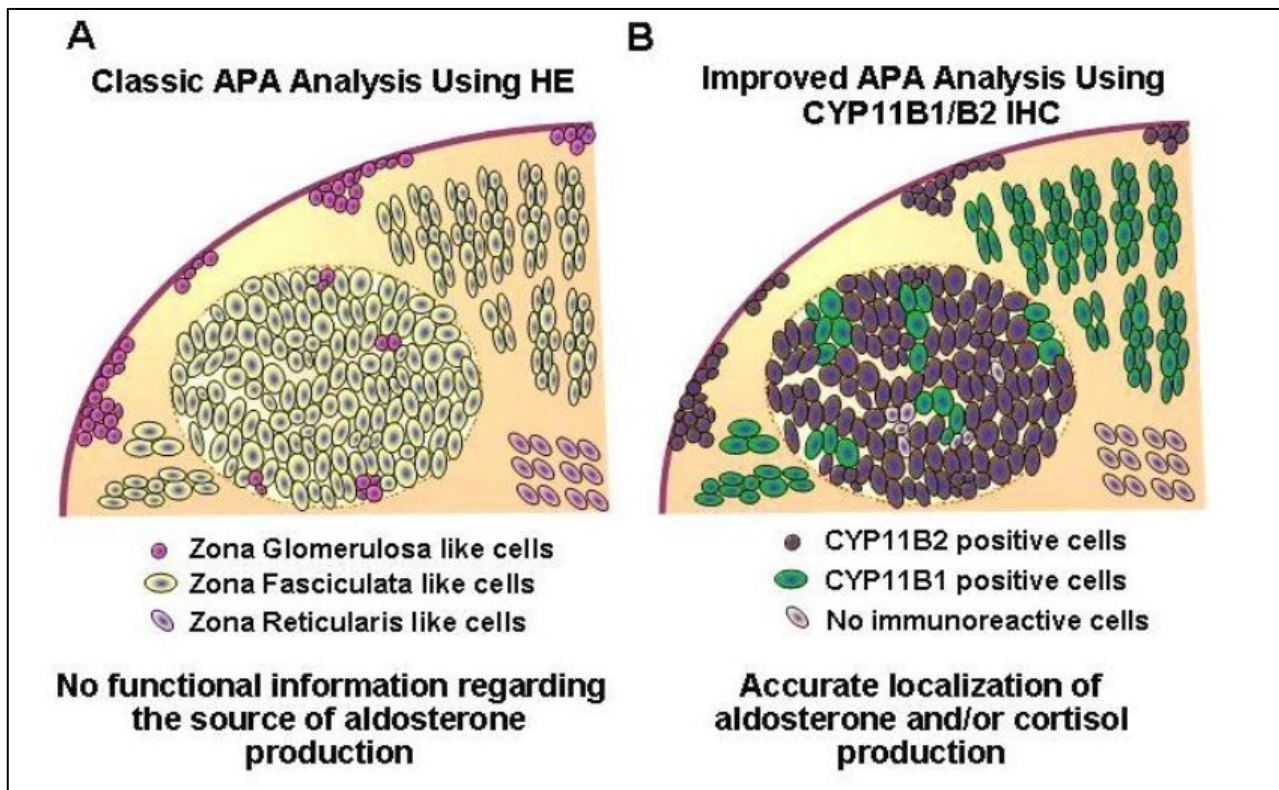 A
Classic APA Analysis Using HE
Zona Glomerulosa like cells
Zona Fasciculata like cells
Zona Reticularis like cells
No functional information regarding
the source of aldosterone
production
B
Improved APA Analysis Using
CYP11B1/B2 IHC
CYP11B2 positive cells
CYP11B1 positive cells
No immunoreactive cells
Accurate localization of
aldosterone and/or cortisol
production